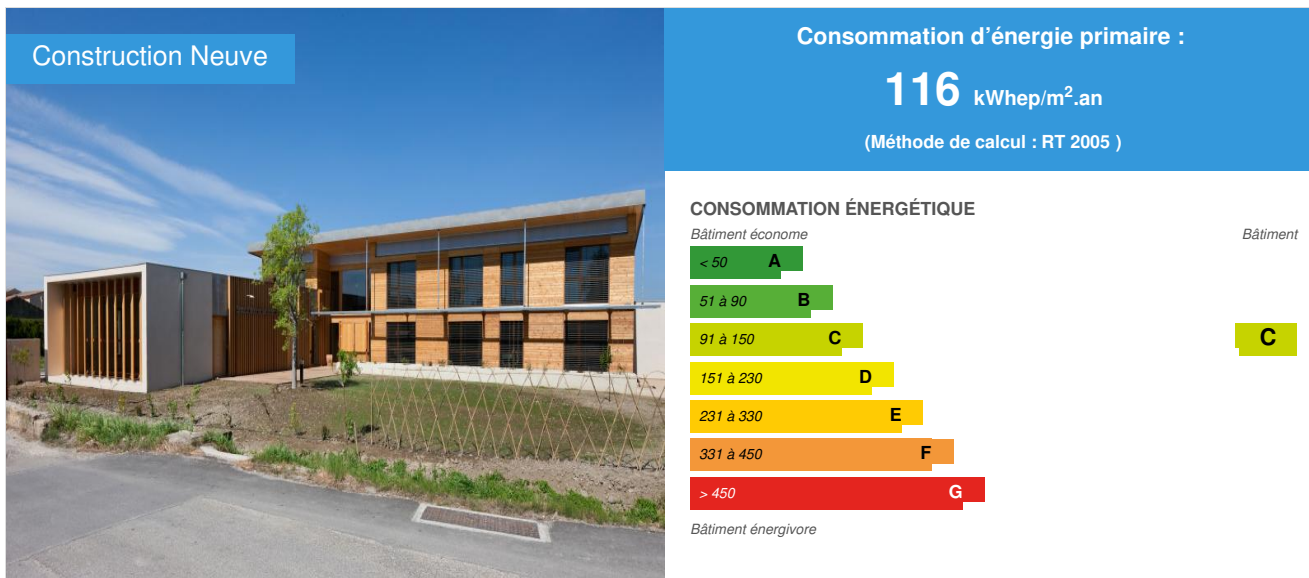 Construction Neuve
Consommation d'énergie primaire :
116 kWhep/m².an
(Méthode de calcul : RT 2005 )
CONSOMMATION ÉNERGÉTIQUE
Bâtiment économe
Bâtiment
< 50 A
51 à 90 B
91 à 150 C
C
151 à 230 D
231 à 330 E
331 à 450 F
> 450 G
Bâtiment énergivore